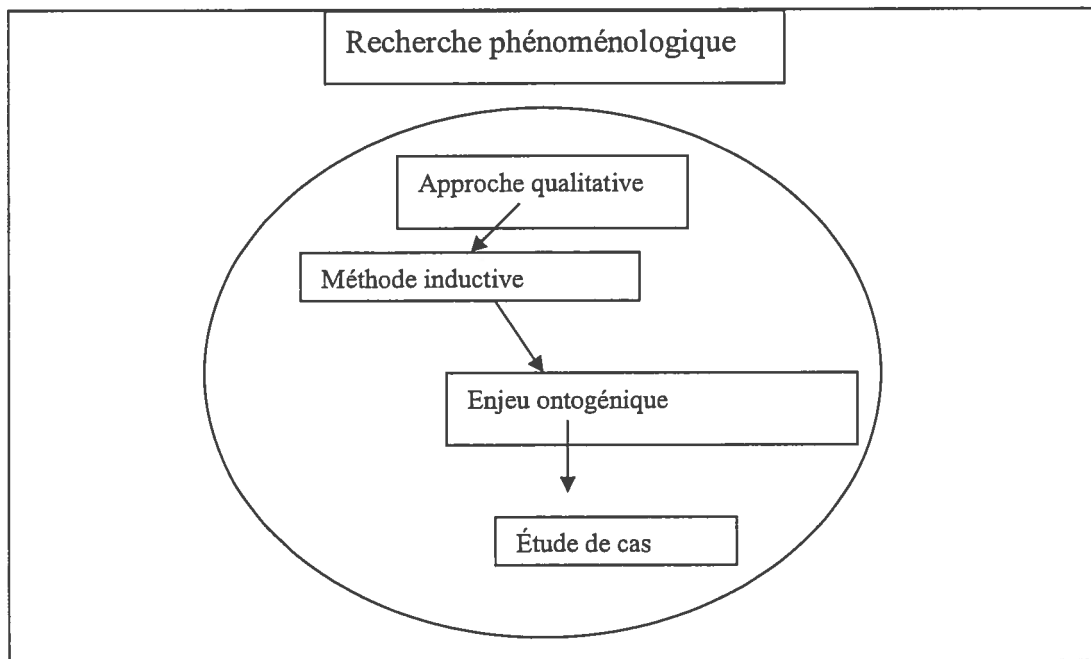 Recherche phénoménologique
Approche qualitative
Méthode inductive
Enjeu ontogénique
Étude de cas